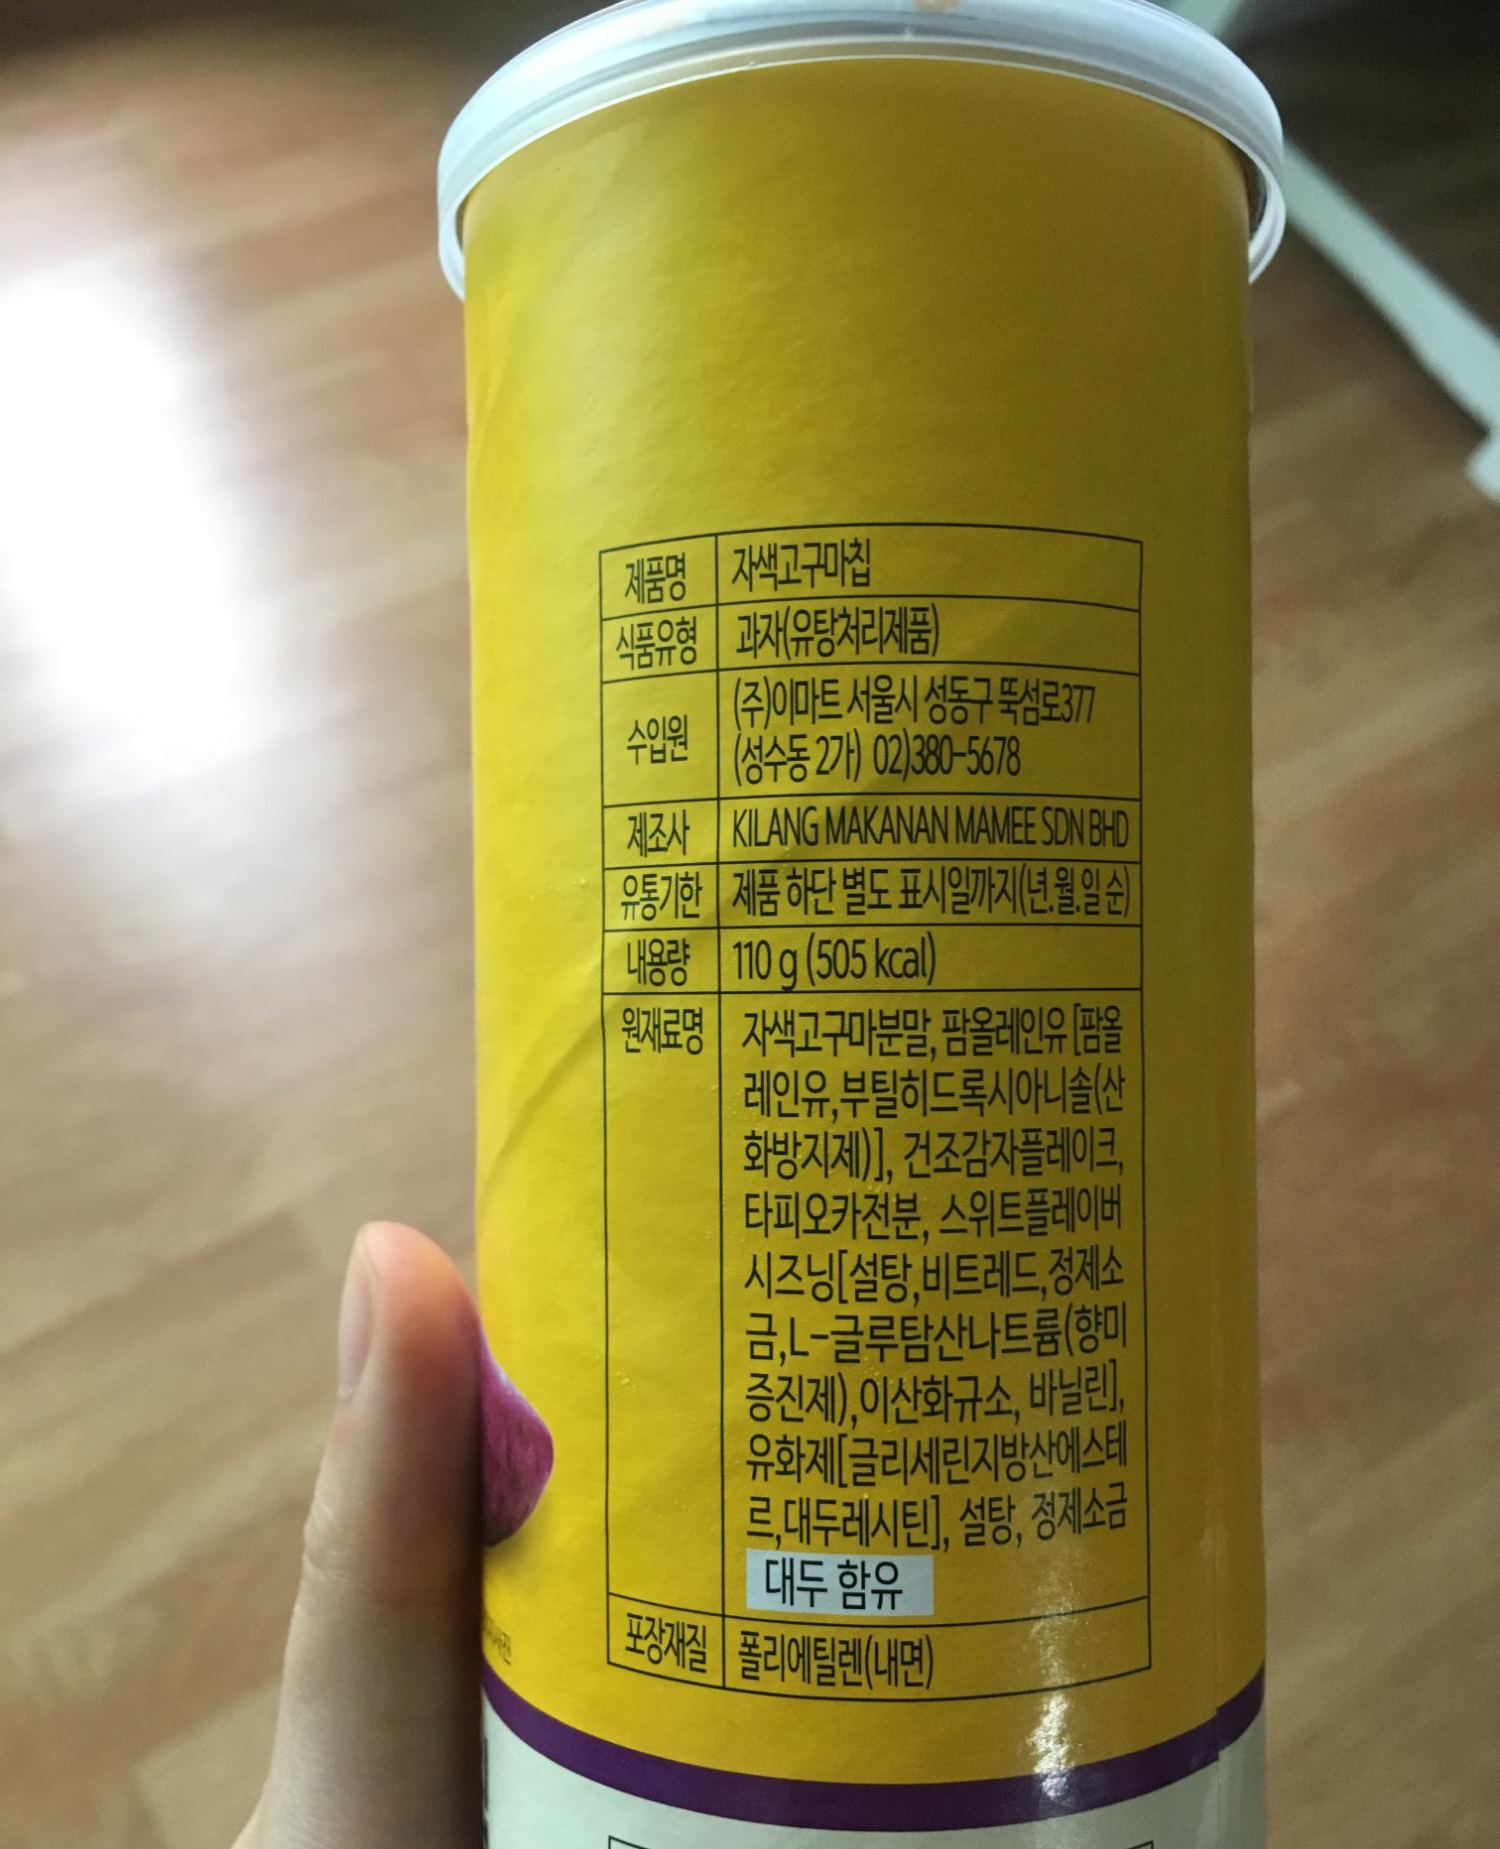 제품명 자색고구마칩
식품유형 과자(유탕처리제품)
수입원 (주)이마트 서울시 성동구 뚝섬로377
(성수동 2가) 02)380-5678
제조사 KILANG MAKANAN MAMEE SDN BHD
유통기한 제품 하단 별도 표시일까지(년.월.일 순)
내용량 110 g (505 kcal)
원재료명 자색고구마분말, 팜올레인유 [팜올
레인유,부틸히드록시아니솔(산
화방지제)], 건조감자플레이크,
타피오카전분, 스위트플레이버
시즈닝[설탕,비트레드,정제소
금,L-글루탐산나트륨(향미
증진제),이산화규소, 바닐린],
유화제[글리세린지방산에스테
르,대두레시틴], 설탕, 정제소금
대두 함유
포장재질 폴리에틸렌(내면)